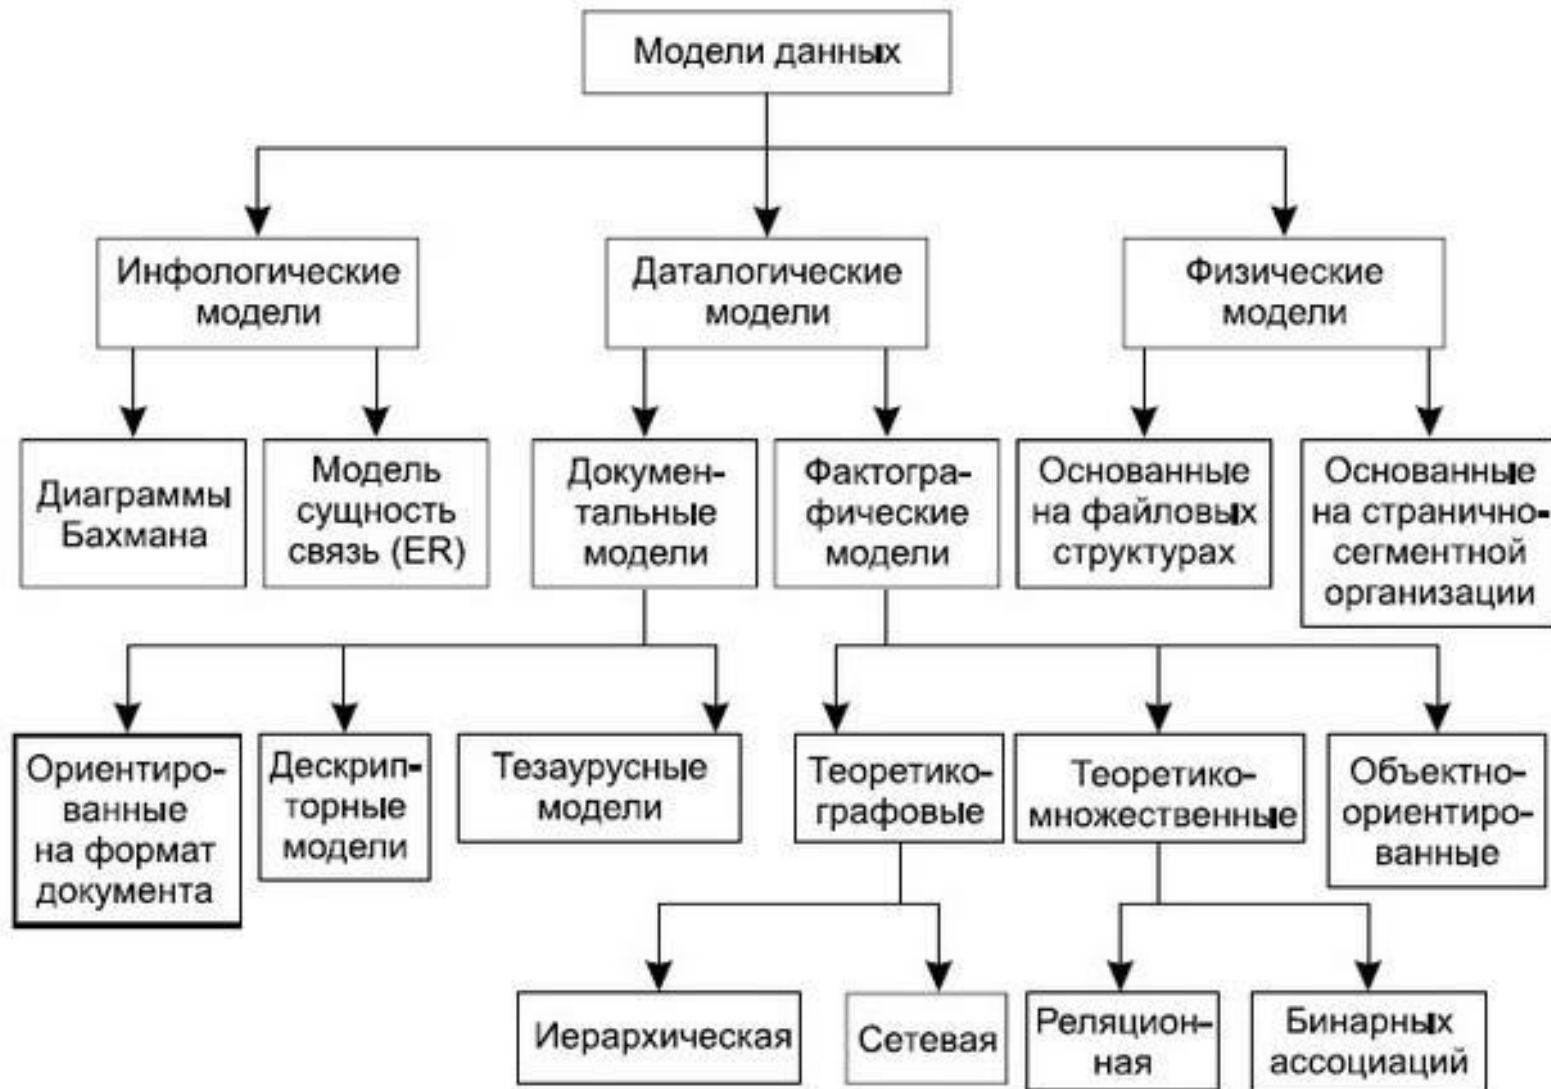 Модели данных
Инфологические
модели
Даталогические
модели
Физические
модели
Диаграммы
Бахмана
Модель
сущность
связь (ER)
Докумен-
тальные
модели
Фактогра-
фические
модели
Основанные
на файловых
структурах
Основанные
на странично-
сегментной
организации
Ориентиро-
ванные
на формат
документа
Дескрип-
торные
модели
Тезаурусные
модели
Теоретико-
графовые
Теоретико-
множественные
Объектно-
ориентиро-
ванные
Иерархическая
Сетевая
Реляцион-
ная
Бинарных
ассоциаций